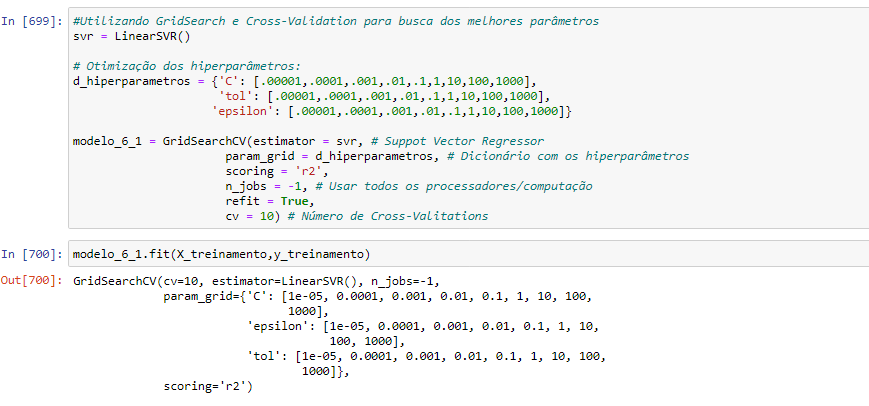 In [699]: #Utilizando GridSearch e Cross-Validation para busca dos melhores parâmetros
svr = LinearSVR()
# Otimização dos hiperparâmetros:
d_hiperparametros = {'C': [.00001,.0001,.001,.01,.1,1,10,100,1000],
'tol': [.00001,.0001,.001,.01,.1,1,10,100,1000],
'epsilon': [.00001,.0001,.001,.01,.1,1,10,100,1000]}
modelo_6_1 = GridSearchCV(estimator = svr, # Suppot Vector Regressor
param_grid = d_hiperparametros, # Dicionário com os hiperparâmetros
scoring = 'r2',
n_jobs = -1, # Usar todos os processadores/computação
refit = True,
cv = 10) # Número de Cross-Valitations
In [700]: modelo_6_1.fit(X_treinamento,y_treinamento)
Out[700]: GridSearchCV(cv=10, estimator=LinearSVR(), n_jobs=-1,
param_grid={'C': [1e-05, 0.0001, 0.001, 0.01, 0.1, 1, 10, 100,
1000],
'epsilon': [1e-05, 0.0001, 0.001, 0.01, 0.1, 1, 10,
100, 1000],
'tol': [1e-05, 0.0001, 0.001, 0.01, 0.1, 1, 10, 100,
1000]},
scoring='r2')